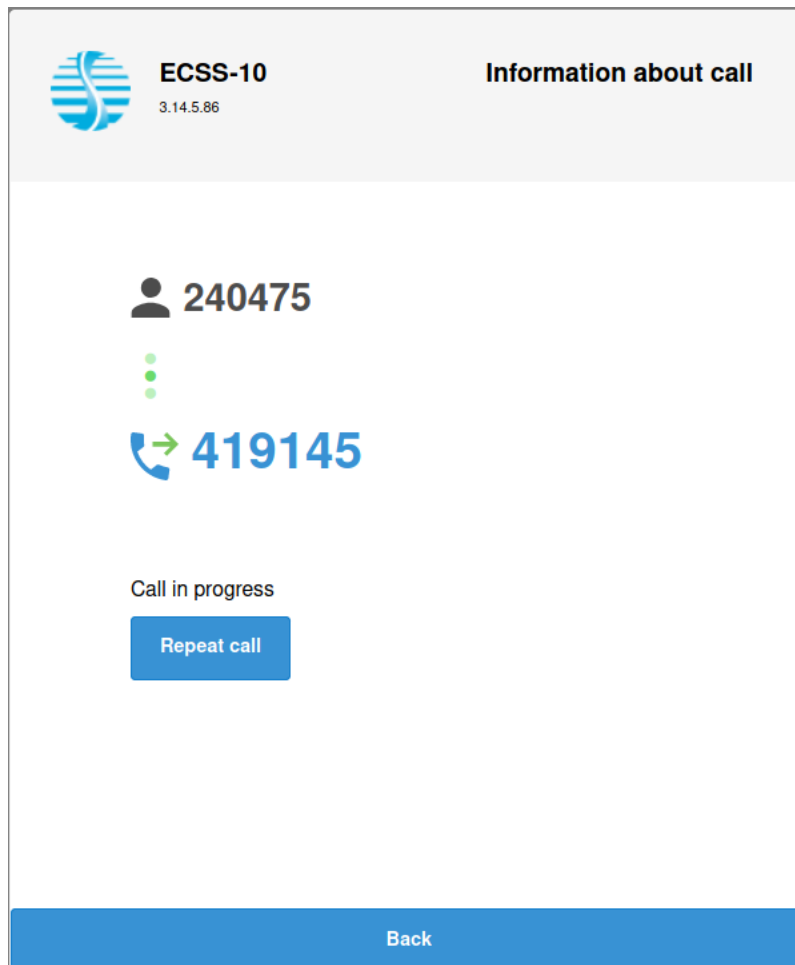 ECSS-10
Information about call
3.14.5.86
240475
419145
Call in progress
Repeat call
Back